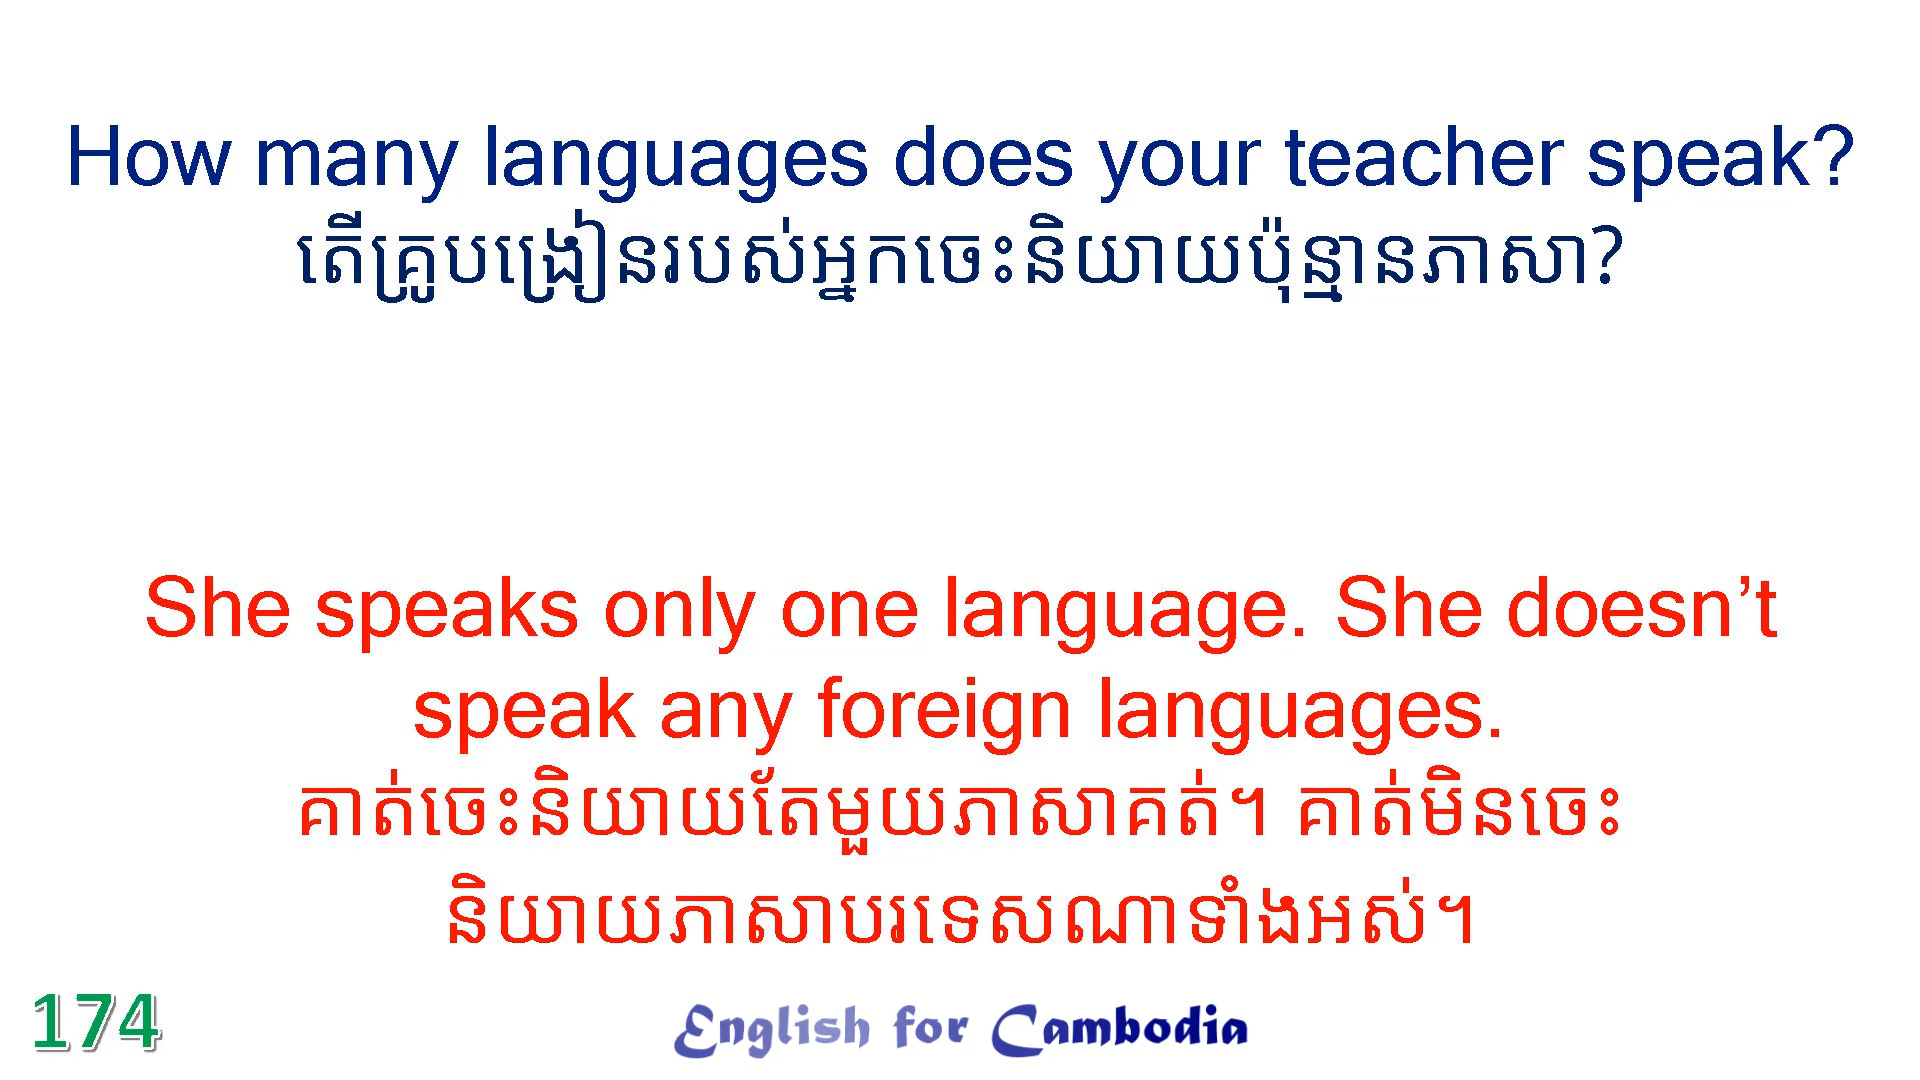 How many languages does your teacher speak?
តើគ្រូបង្រៀនរបស់អ្នកចេះនិយាយប៉ុន្មានភាសា?
She speaks only one language. She doesn’t
speak any foreign languages.
គាត់ចេះនិយាយតែមួយភាសាគត់។ គាត់មិនចេះ
និយាយភាសាបរទេសណាទាំងអស់។
174
English for Cambodia